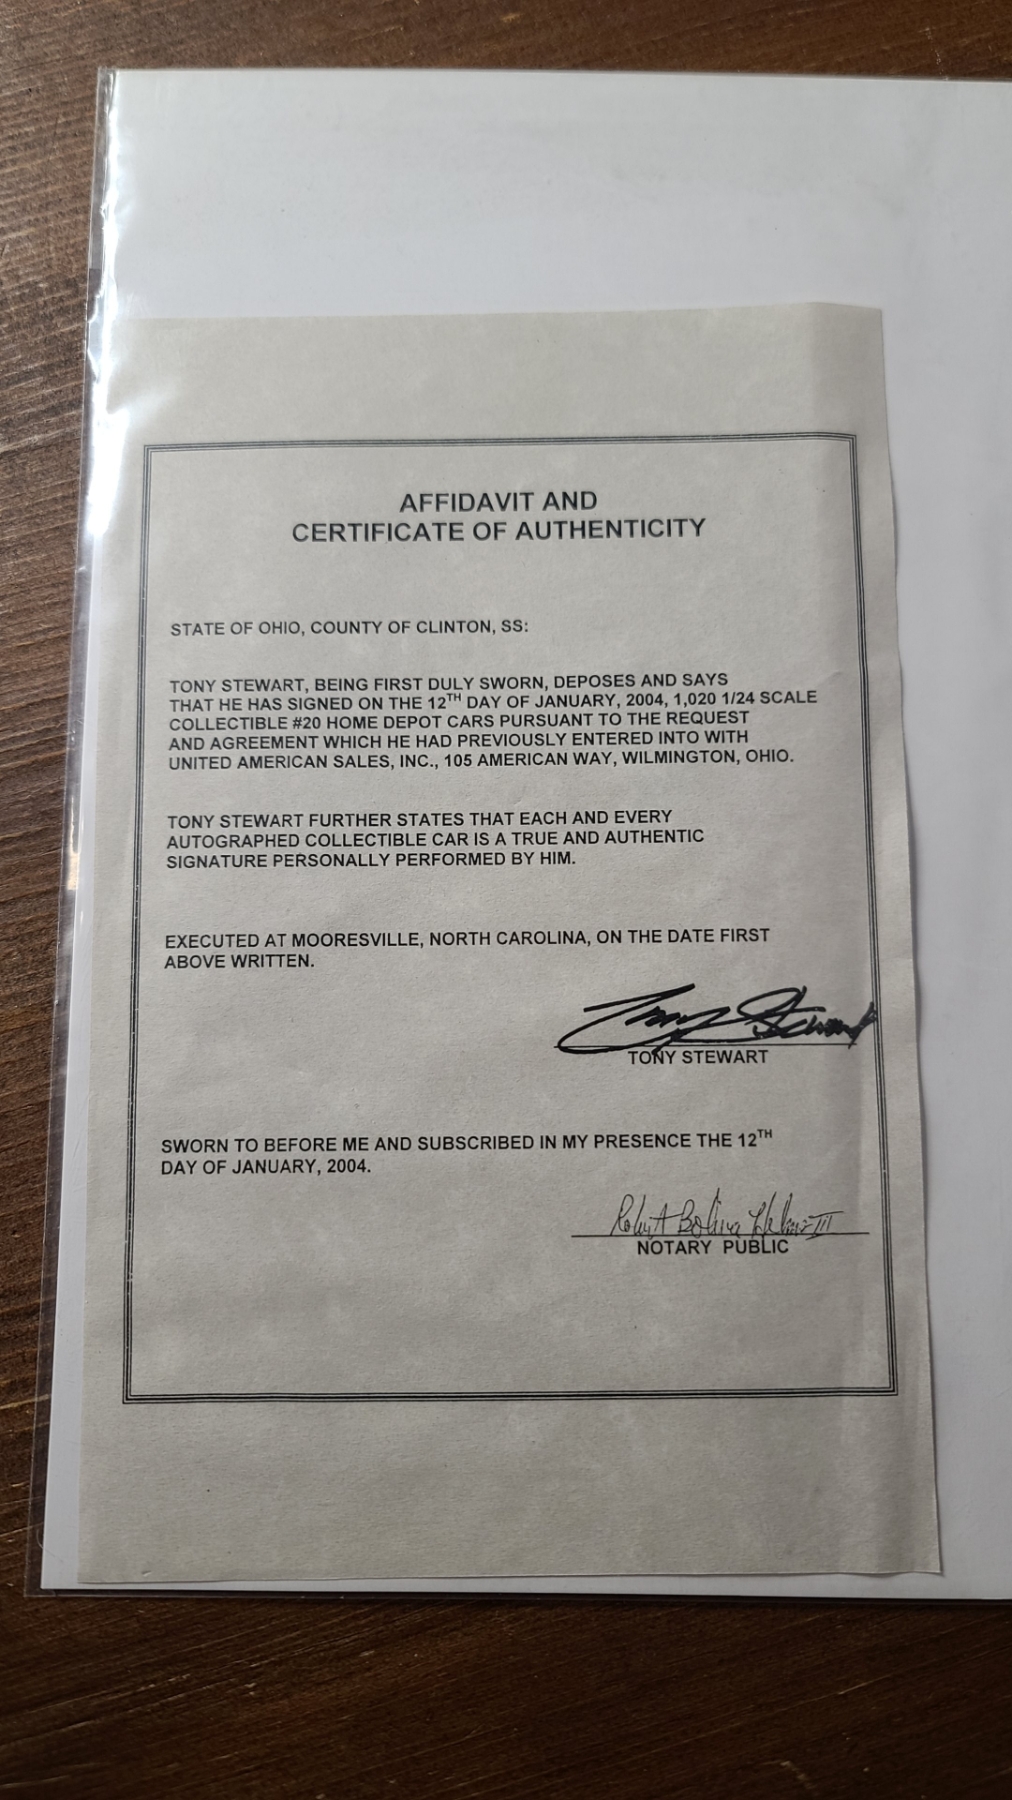 AFFIDAVIT AND
CERTIFICATE OF AUTHENTICITY
STATE OF OHIO, COUNTY OF CLINTON, SS:
TONY STEWART, BEING FIRST DULY SWORN, DEPOSES AND SAYS
THAT HE HAS SIGNED ON THE 12TH DAY OF JANUARY, 2004, 1,020 1/24 SCALE
COLLECTIBLE #20 HOME DEPOT CARS PURSUANT TO THE REQUEST
AND AGREEMENT WHICH HE HAD PREVIOUSLY ENTERED INTO WITH
UNITED AMERICAN SALES, INC., 105 AMERICAN WAY, WILMINGTON, OHIO.
TONY STEWART FURTHER STATES THAT EACH AND EVERY
AUTOGRAPHED COLLECTIBLE CAR IS A TRUE AND AUTHENTIC
SIGNATURE PERSONALLY PERFORMED BY HIM.
EXECUTED AT MOORESVILLE, NORTH CAROLINA, ON THE DATE FIRST
ABOVE WRITTEN.
Tony Stewart
TONY STEWART
SWORN TO BEFORE ME AND SUBSCRIBED IN MY PRESENCE THE 12TH
DAY OF JANUARY, 2004.
III
NOTARY PUBLIC